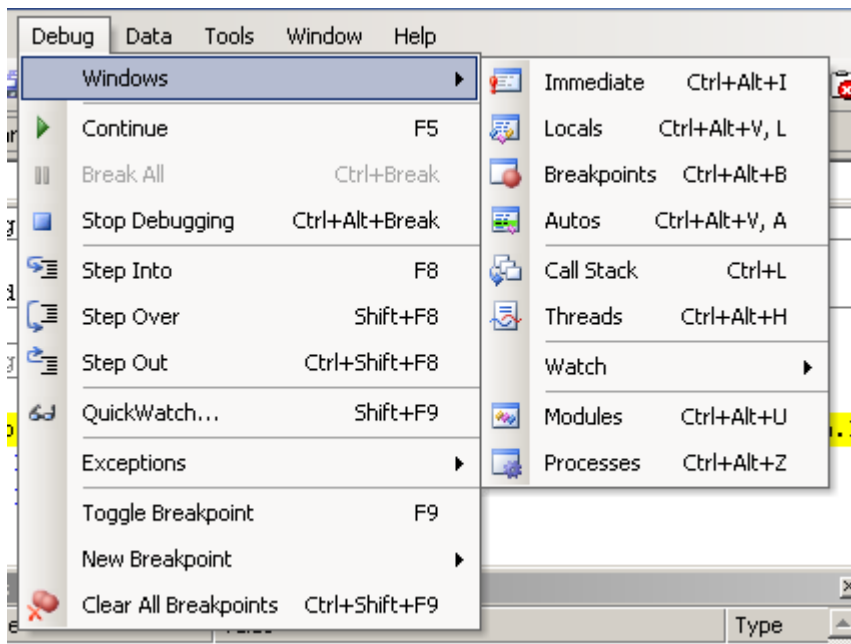 Debug Data Tools Window Help
Windows
Continue F5
Break All Ctrl+Break
Stop Debugging Ctrl+Alt+Break
Step Into F8
Step Over Shift+F8
Step Out Ctrl+Shift+F8
QuickWatch... Shift+F9
Exceptions
Toggle Breakpoint F9
New Breakpoint
Clear All Breakpoints Ctrl+Shift+F9
Immediate Ctrl+Alt+I
Locals Ctrl+Alt+V, L
Breakpoints Ctrl+Alt+B
Autos Ctrl+Alt+V, A
Call Stack Ctrl+L
Threads Ctrl+Alt+H
Watch
Modules Ctrl+Alt+U
Processes Ctrl+Alt+Z
Type